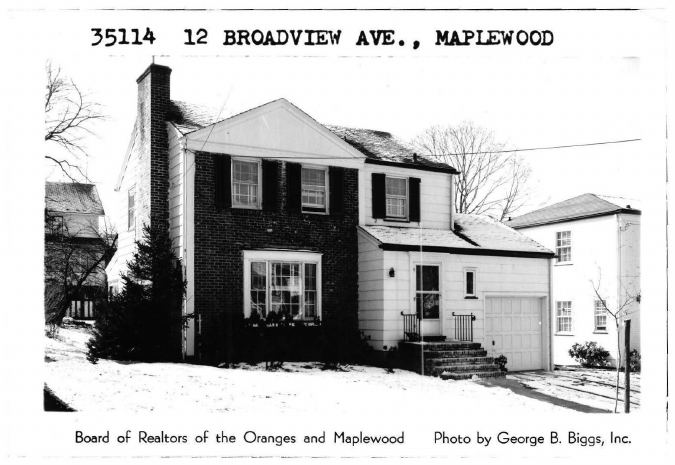 35114 12 BROADVIEW AVE., MAPLEWOOD
Board of Realtors of the Oranges and Maplewood Photo by George B. Biggs, Inc.